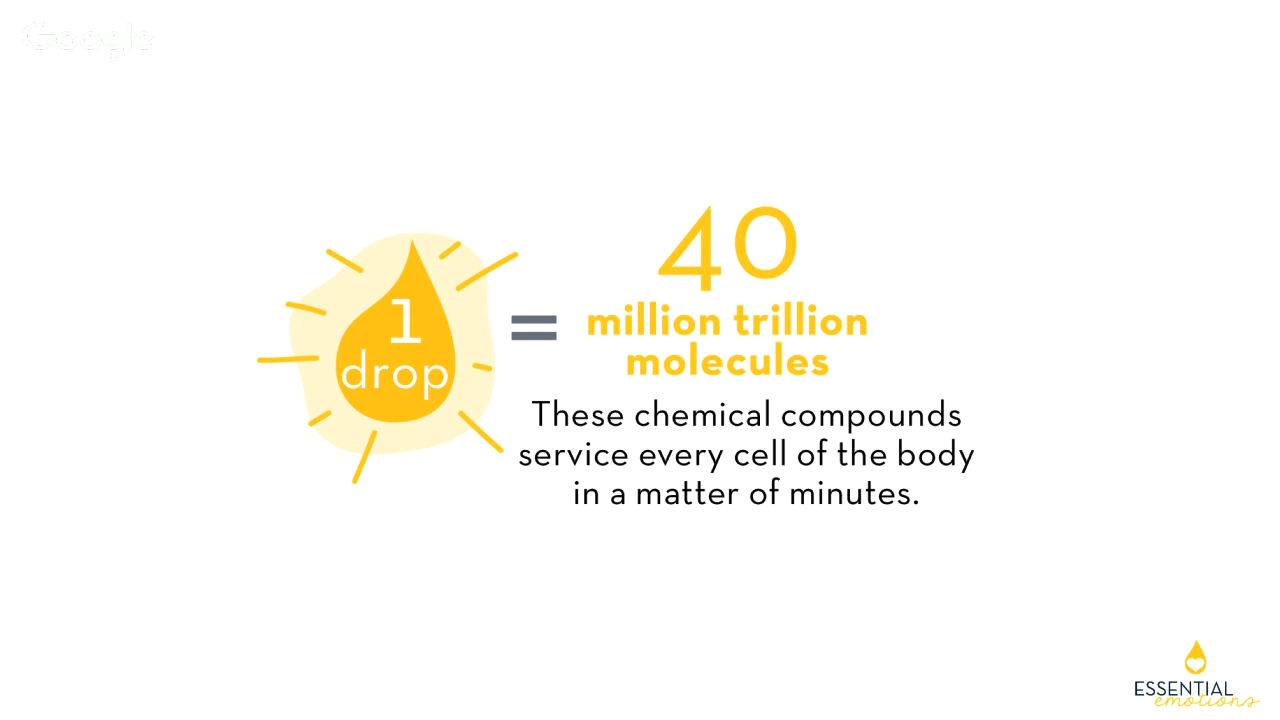 Google
1
drop
=
40
million trillion
molecules
These chemical compounds
service every cell of the body
in a matter of minutes.
ESSENTIAL
emotions